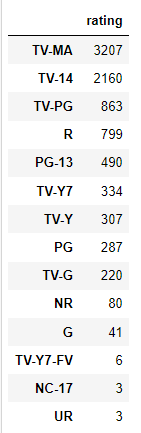 rating
TV-MA 3207
TV-14 2160
TV-PG 863
R 799
PG-13 490
TV-Y7 334
TV-Y 307
PG 287
TV-G 220
NR 80
G 41
TV-Y7-FV 6
NC-17 3
UR 3